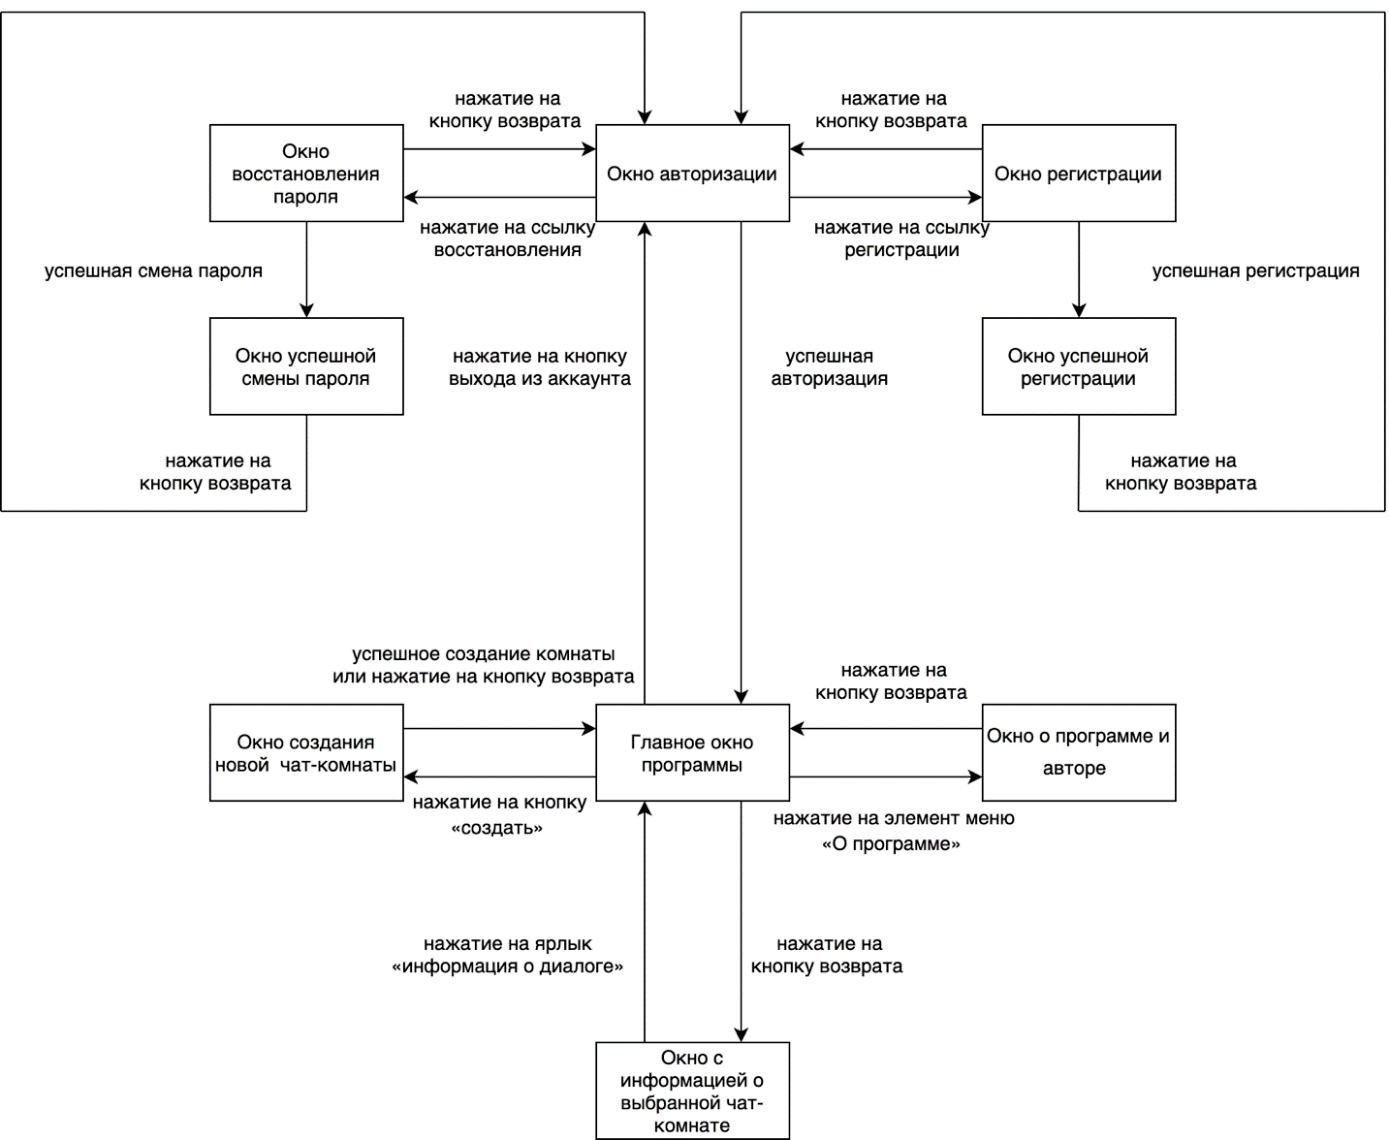 нажатие на
кнопку возврата
нажатие на
кнопку возврата
Окно
восстановления
пароля
Окно авторизации
Окно регистрации
нажатие на ссылку
восстановления
нажатие на ссылку
регистрации
успешная смена пароля
успешная регистрация
Окно успешной
смены пароля
нажатие на кнопку
выхода из аккаунта
успешная
авторизация
Окно успешной
регистрации
нажатие на
кнопку возврата
нажатие на
кнопку возврата
успешное создание комнаты
или нажатие на кнопку возврата
нажатие на
кнопку возврата
Окно создания
новой чат-комнаты
Главное окно
программы
Окно о программе и
авторе
нажатие на кнопку
«создать»
нажатие на элемент меню
«О программе»
нажатие на ярлык
«информация о диалоге»
нажатие на
кнопку возврата
Окно с
информацией о
выбранной чат-
комнате